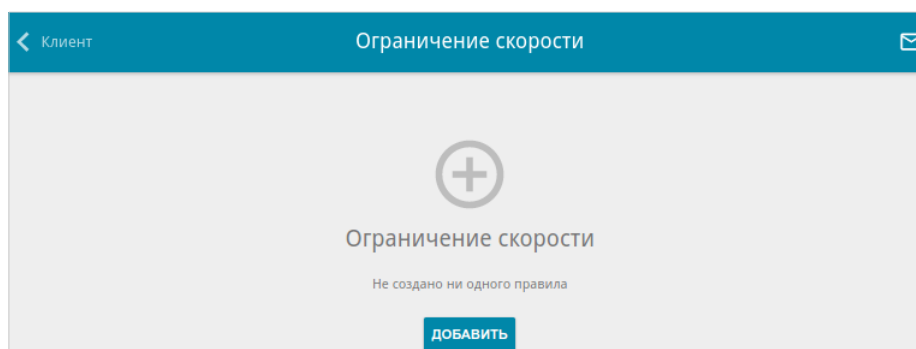 Клиент
Ограничение скорости
Ограничение скорости
Не создано ни одного правила
ДОБАВИТЬ